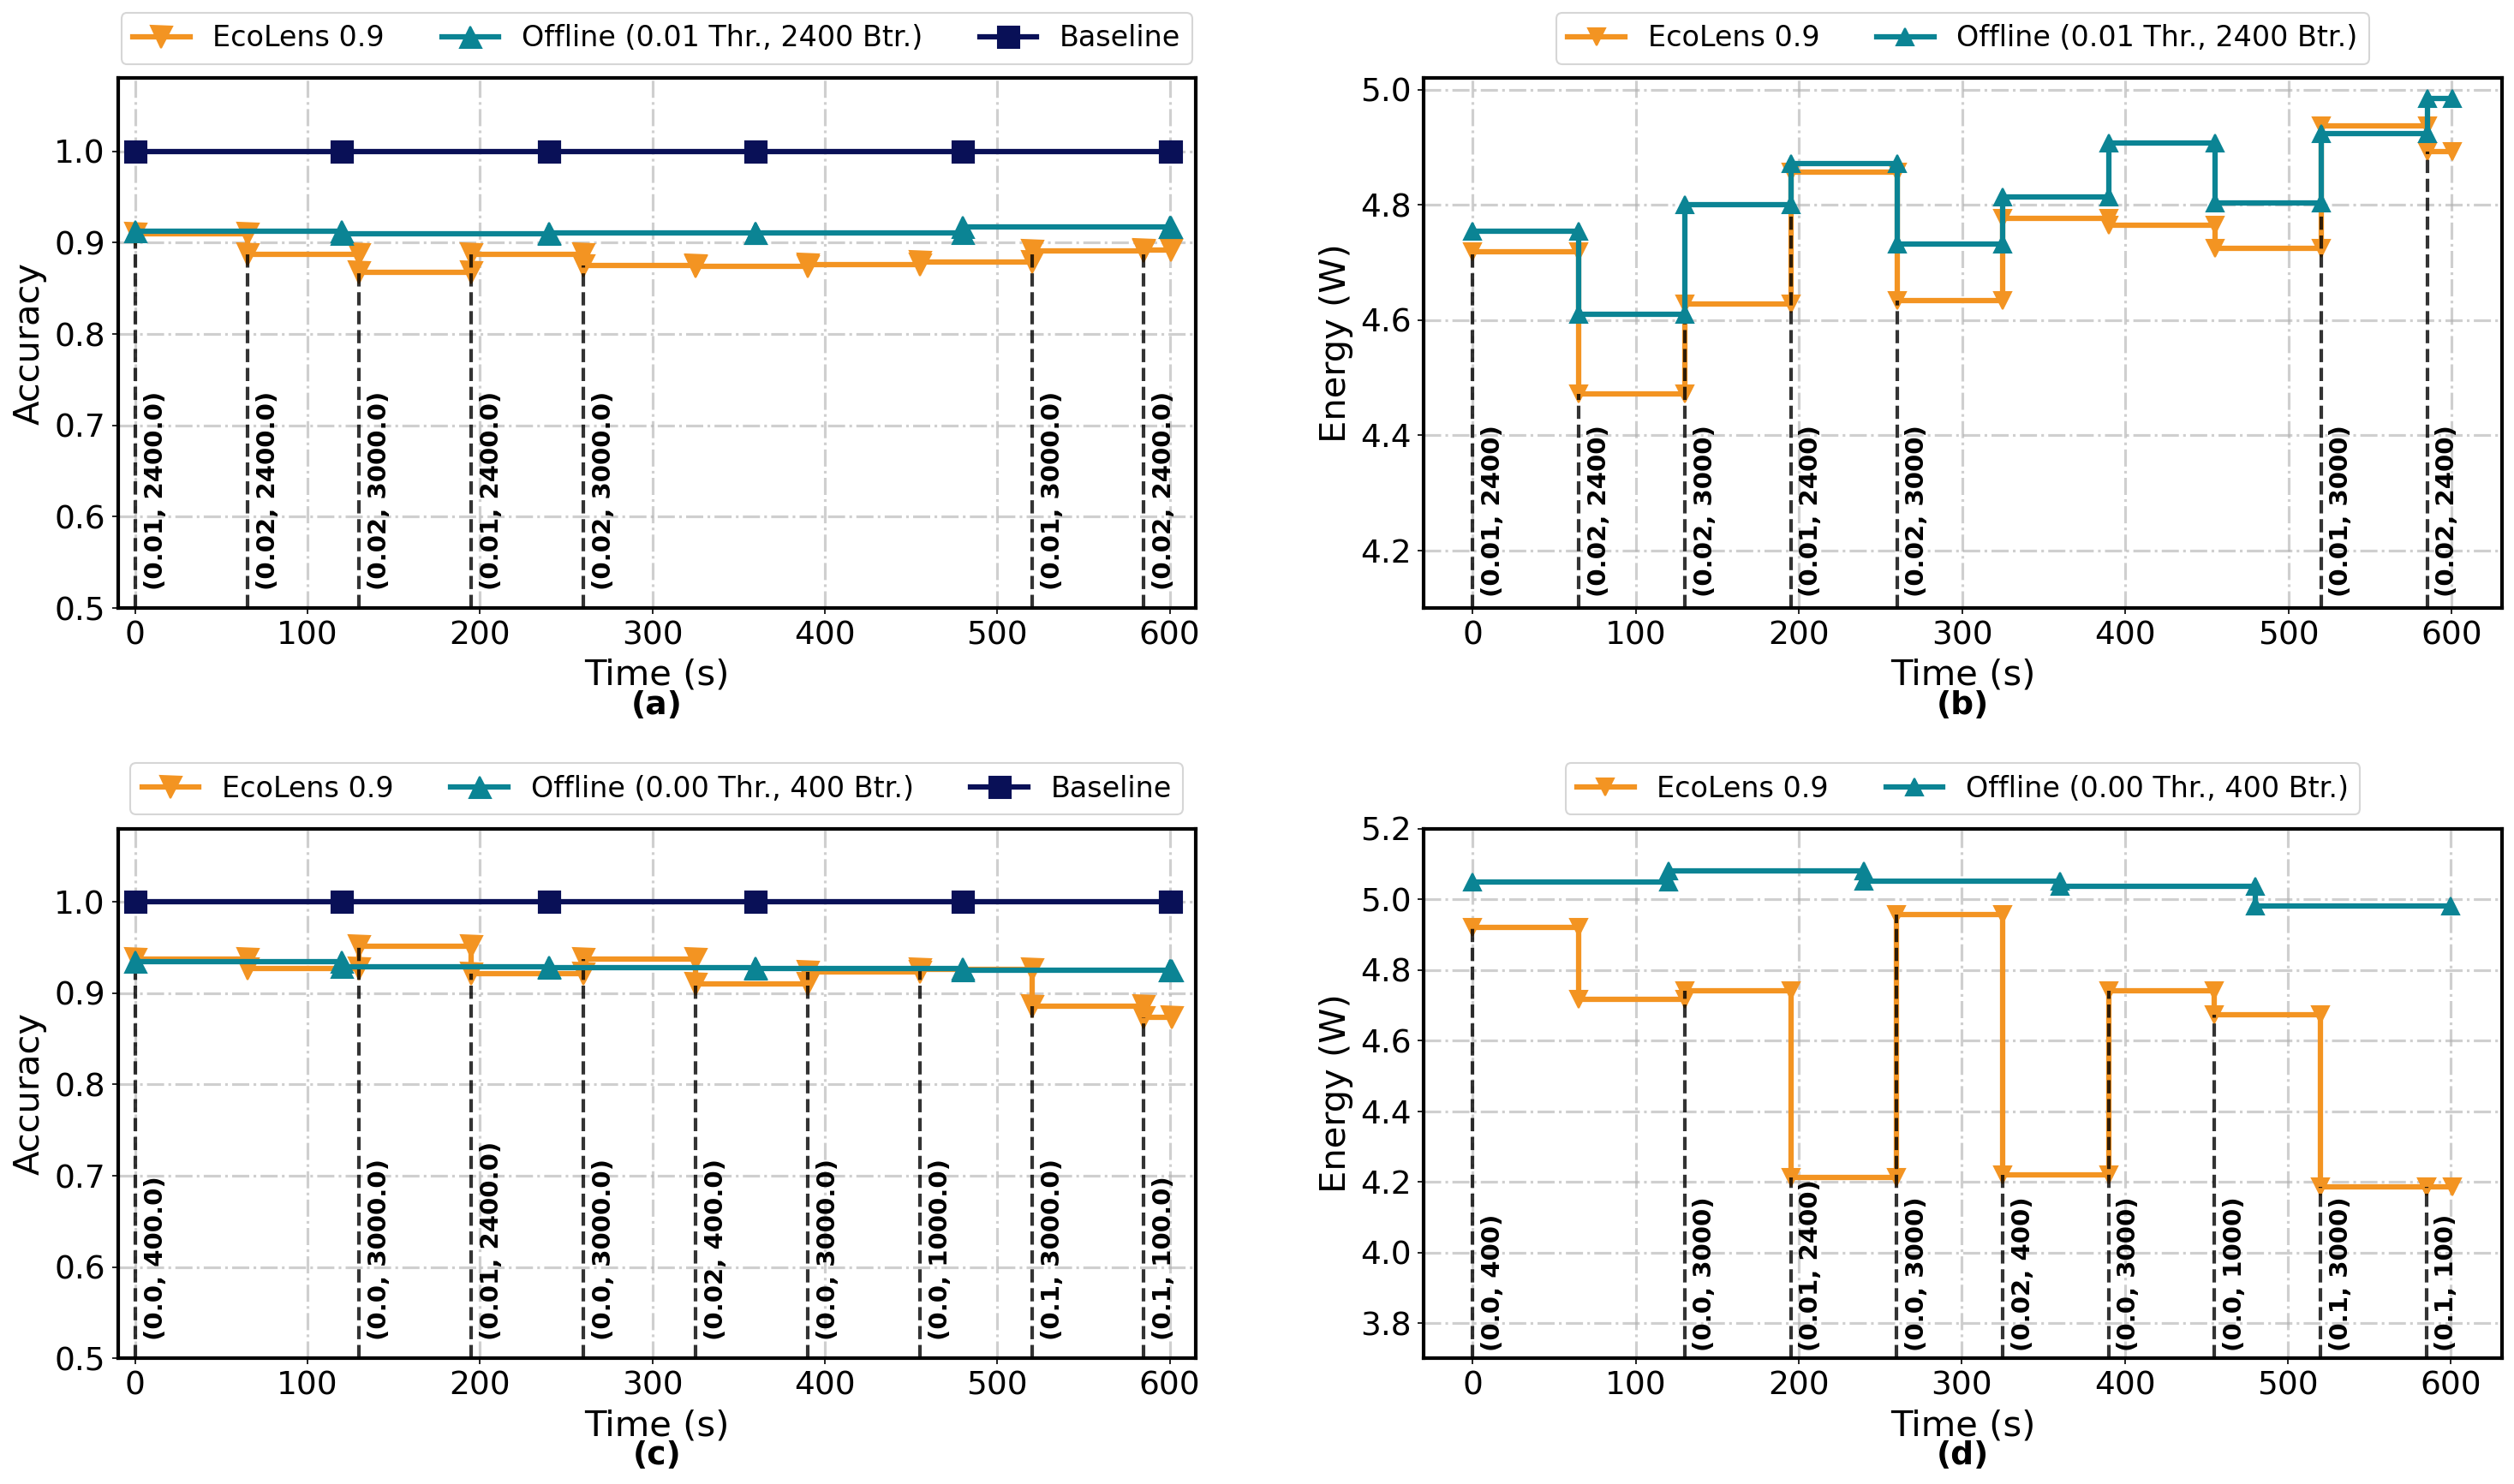 EcoLens 0.9 Offline (0.01 Thr., 2400 Btr.) Baseline
Accuracy
1.0
0.9
0.8
0.7
0.6
0.5
(0.01, 2400.0)
(0.02, 2400.0)
(0.02, 3000.0)
(0.01, 2400.0)
(0.02, 3000.0)
(0.01, 3000.0)
(0.02, 2400.0)
0 100 200 300 400 500 600
Time (s)
(a)
EcoLens 0.9 Offline (0.01 Thr., 2400 Btr.)
Energy (W)
5.0
4.8
4.6
4.4
4.2
(0.01, 2400)
(0.02, 2400)
(0.02, 3000)
(0.01, 2400)
(0.02, 3000)
(0.01, 3000)
(0.02, 2400)
0 100 200 300 400 500 600
Time (s)
(b)
EcoLens 0.9 Offline (0.00 Thr., 400 Btr.) Baseline
Accuracy
1.0
0.9
0.8
0.7
0.6
0.5
(0.0, 400.0)
(0.0, 3000.0)
(0.01, 2400.0)
(0.0, 3000.0)
(0.02, 400.0)
(0.0, 3000.0)
(0.0, 1000.0)
(0.1, 3000.0)
(0.1, 100.0)
0 100 200 300 400 500 600
Time (s)
(c)
EcoLens 0.9 Offline (0.00 Thr., 400 Btr.)
Energy (W)
5.2
5.0
4.8
4.6
4.4
4.2
4.0
3.8
(0.0, 400)
(0.0, 3000)
(0.01, 2400)
(0.0, 3000)
(0.02, 400)
(0.0, 3000)
(0.0, 1000)
(0.1, 3000)
(0.1, 100)
0 100 200 300 400 500 600
Time (s)
(d)